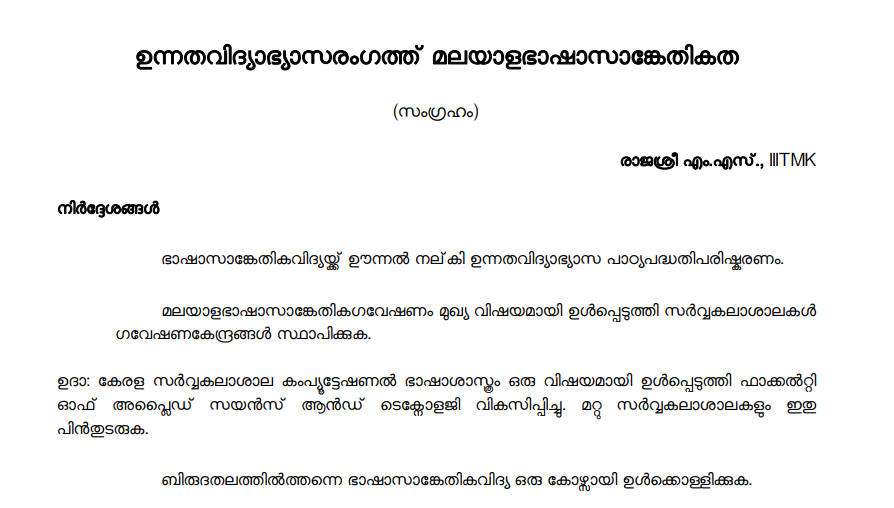 ഉന്നതവിദ്യാഭ്യാസരംഗത്ത് മലയാളഭാഷാസാങ്കേതികത
(സംഗ്രഹം)
രാജശ്രീ എം.എസ്., IIITMK
നിർദ്ദേശങ്ങൾ
ഭാഷാസാങ്കേതികവിദ്യയ്ക്ക് ഊന്നൽ നല്കി ഉന്നതവിദ്യാഭ്യാസ പാഠ്യപദ്ധതിപരിഷ്കരണം.
മലയാളഭാഷാസാങ്കേതികഗവേഷണം മുഖ്യ വിഷയമായി ഉൾപ്പെടുത്തി സർവ്വകലാശാലകൾ
ഗവേഷണകേന്ദ്രങ്ങൾ സ്ഥാപിക്കുക.
ഉദാ: കേരള സർവ്വകലാശാല കംപ്യൂട്ടേഷണൽ ഭാഷാശാസ്ത്രം ഒരു വിഷയമായി ഉൾപ്പെടുത്തി ഫാക്കൽറ്റി
ഓഫ് അപ്ലൈഡ് സയൻസ് ആൻഡ് ടെക്നോളജി വികസിപ്പിച്ചു. മറ്റു സർവ്വകലാശാലകളും ഇതു
പിൻതുടരുക.
ബിരുദതലത്തിൽത്തന്നെ ഭാഷാസാങ്കേതികവിദ്യ ഒരു കോഴ്സായി ഉൾക്കൊള്ളിക്കുക.